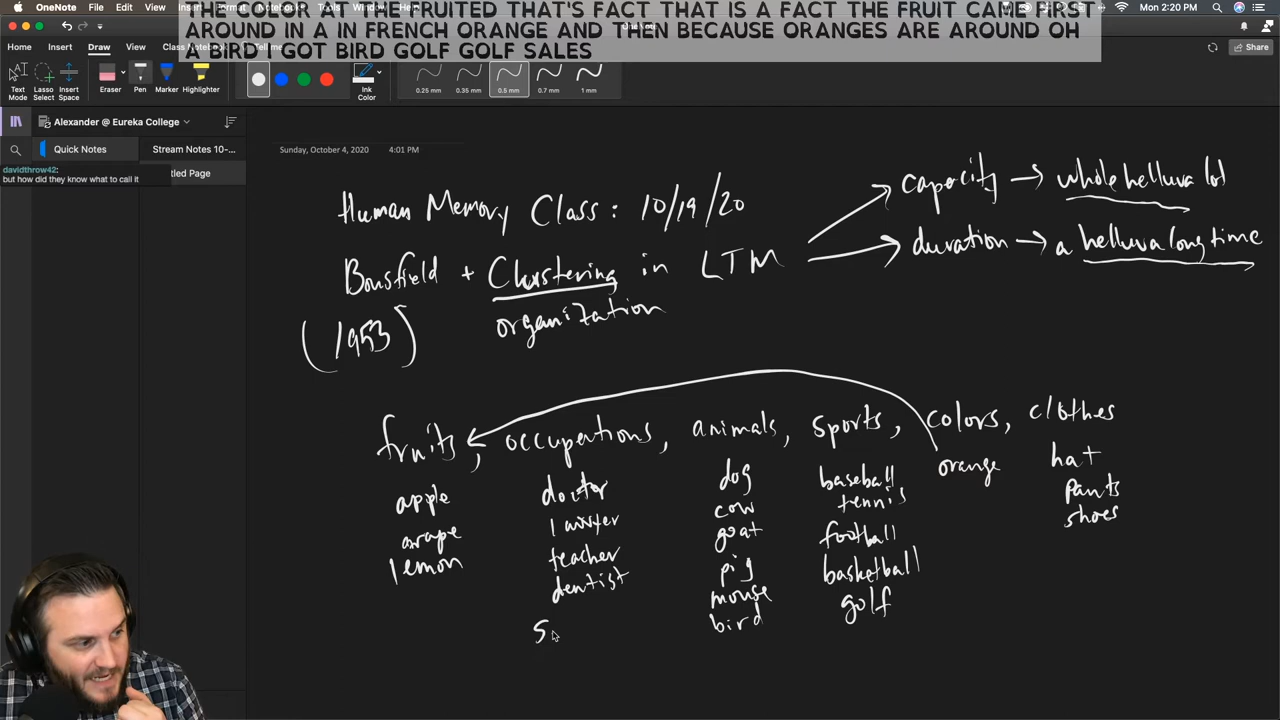 OneNote File Edit View Insert Format Notebooks Tools Window Help
Mon 2:20 PM
THE COLOR AT THE FRUITED THAT'S FACT THAT IS A FACT THE FRUIT CAME FIRST
AROUND IN A IN FRENCH ORANGE AND THEN BECAUSE ORANGES ARE AROUND OH
A BIRD I GOT BIRD GOLF GOLF SALES
Home Insert Draw View Class Notebook
Share
Text Mode
Lasso Select
Insert Space
Eraser
Pen
Marker
Highlighter
Ink Color
0.25 mm
0.35 mm
0.5 mm
0.7 mm
1 mm
Alexander @ Eureka College
Quick Notes
Stream Notes 10-...
Sunday, October 4, 2020 4:01 PM
davidthrow42:
but how did they know what to call it
Human Memory Class: 10/19/20
Bousfield + Clustering in LTM
(1953)
organization
capacity → whole helluva lot
duration → a helluva long time
fruits, occupations, animals, sports, colors, clothes
apple
grape
lemon
doctor
teacher
dentist
S
dog
cow
goat
pig
mouse
bird
baseball
tennis
football
basketball
golf
orange
hat
pants
shoes